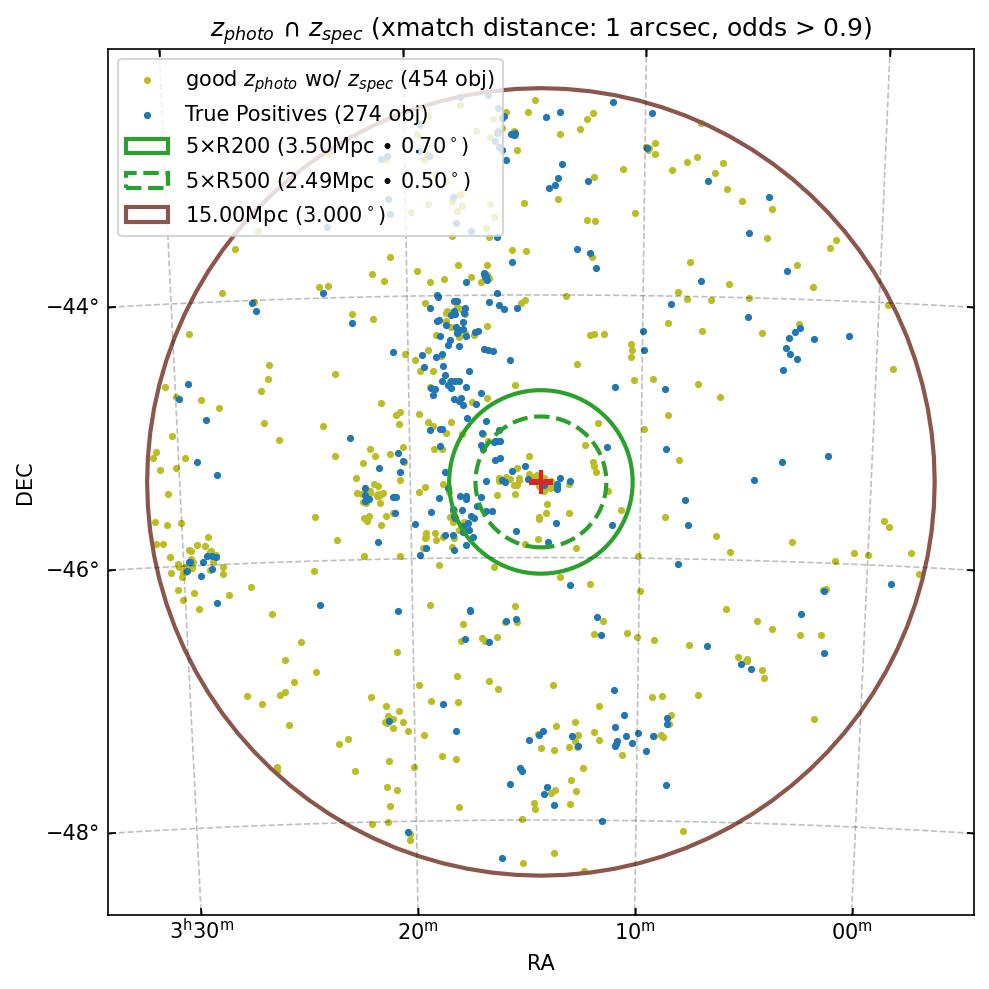 z_photo ∩ z_spec (xmatch distance: 1 arcsec, odds > 0.9)
good z_photo wo/ z_spec (454 obj)
True Positives (274 obj)
5×R200 (3.50Mpc • 0.70°)
5×R500 (2.49Mpc • 0.50°)
15.00Mpc (3.000°)
−44°
−46°
−48°
DEC
3ʰ30ᵐ 20ᵐ 10ᵐ 00ᵐ
RA